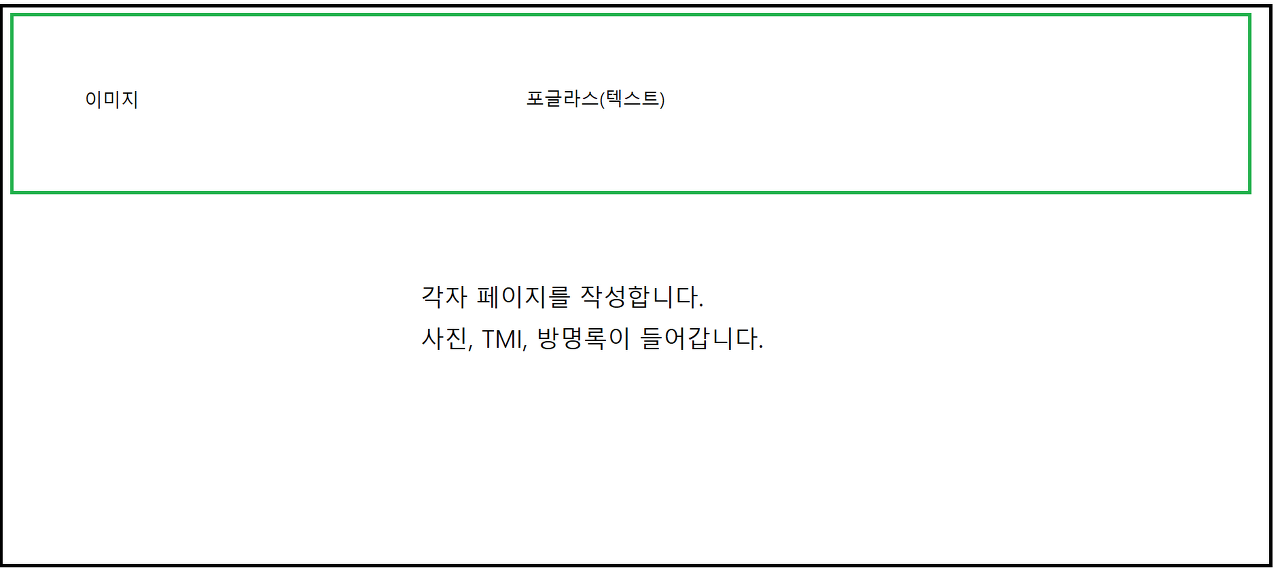 이미지
포글라스(텍스트)
각자 페이지를 작성합니다.
사진, TMI, 방명록이 들어갑니다.